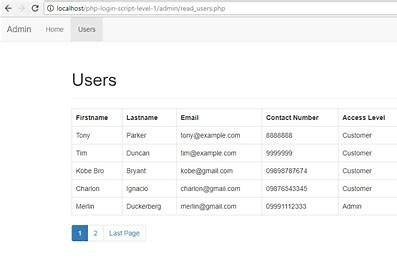 localhost/php-login-script-level-1/admin/read_users.php
Admin Home Users
Users
Firstname Lastname Email Contact Number Access Level
Tony Parker tony@example.com 8888888 Customer
Tim Duncan tim@example.com 9999999 Customer
Kobe Bro Bryant kobe@gmail.com 09898787674 Customer
Charlon Ignacio charlon@gmail.com 09876543345 Customer
Merlin Duckerberg merlin@gmail.com 09991112333 Admin
1 2 Last Page